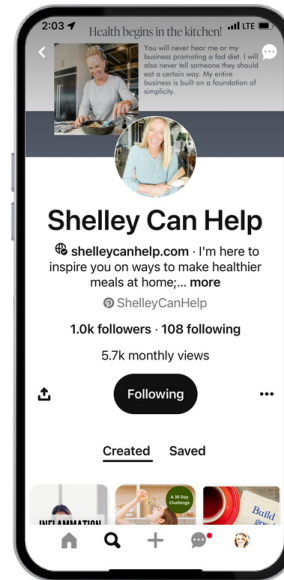 2:03
LTE
Health begins in the kitchen!
You will never hear me or my
business promoting a fad diet. I will
also never tell someone they should
eat a certain way. My entire
business is built on a foundation of
simplicity.
Shelley Can Help
shelleycanhelp.com · I'm here to
inspire you on ways to make healthier
meals at home;... more
ShelleyCanHelp
1.0k followers · 108 following
5.7k monthly views
Following
Created Saved
INFLAMMATION
A 30 Day
Challenge
Build